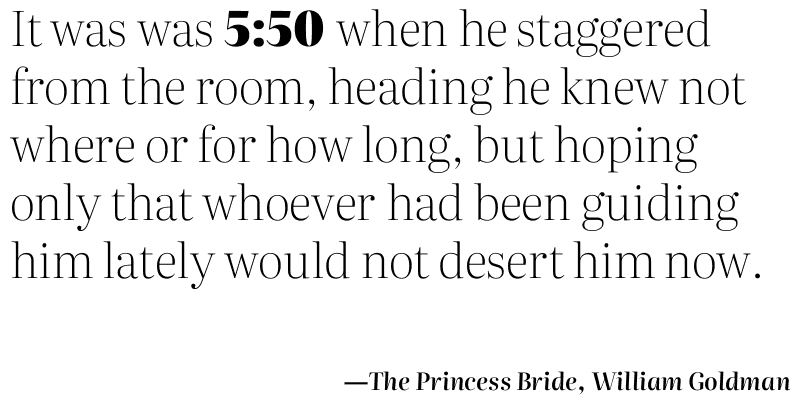 It was was 5:50 when he staggered
from the room, heading he knew not
where or for how long, but hoping
only that whoever had been guiding
him lately would not desert him now.
—The Princess Bride, William Goldman